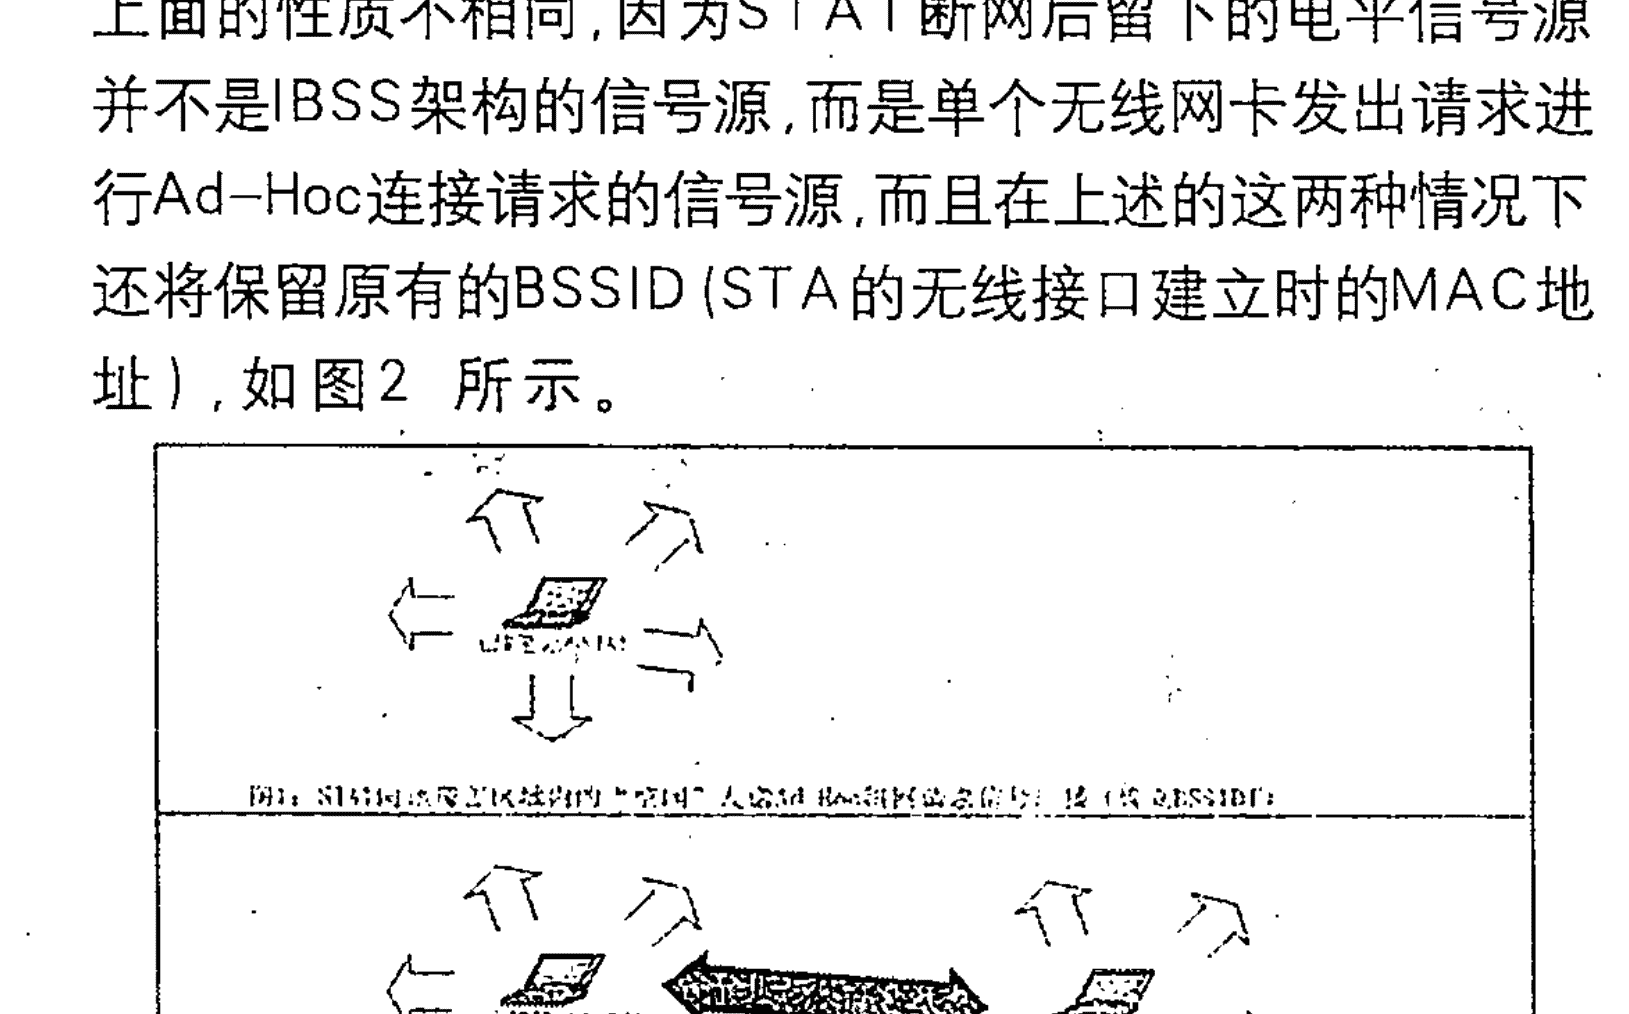 上面的性质不相同,因为STA1断网后留下的电平信号源
并不是IBSS架构的信号源,而是单个无线网卡发出请求进
行Ad-Hoc连接请求的信号源,而且在上述的这两种情况下
还将保留原有的BSSID(STA的无线接口建立时的MAC地
址),如图2 所示。